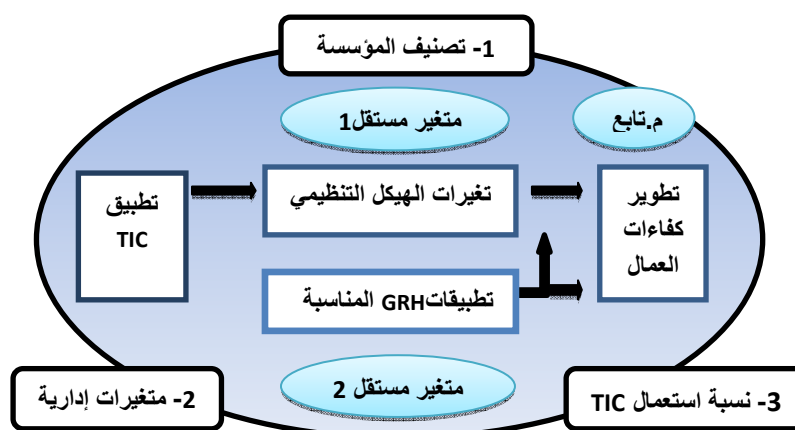 1- تصنيف المؤسسة
متغير مستقل1
م.تابع
تطبيق
TIC
تغيرات الهيكل التنظيمي
تطوير
كفاءات
العمال
تطبيقاتGRH المناسبة
متغير مستقل 2
2- متغيرات إدارية
3- نسبة استعمال TIC